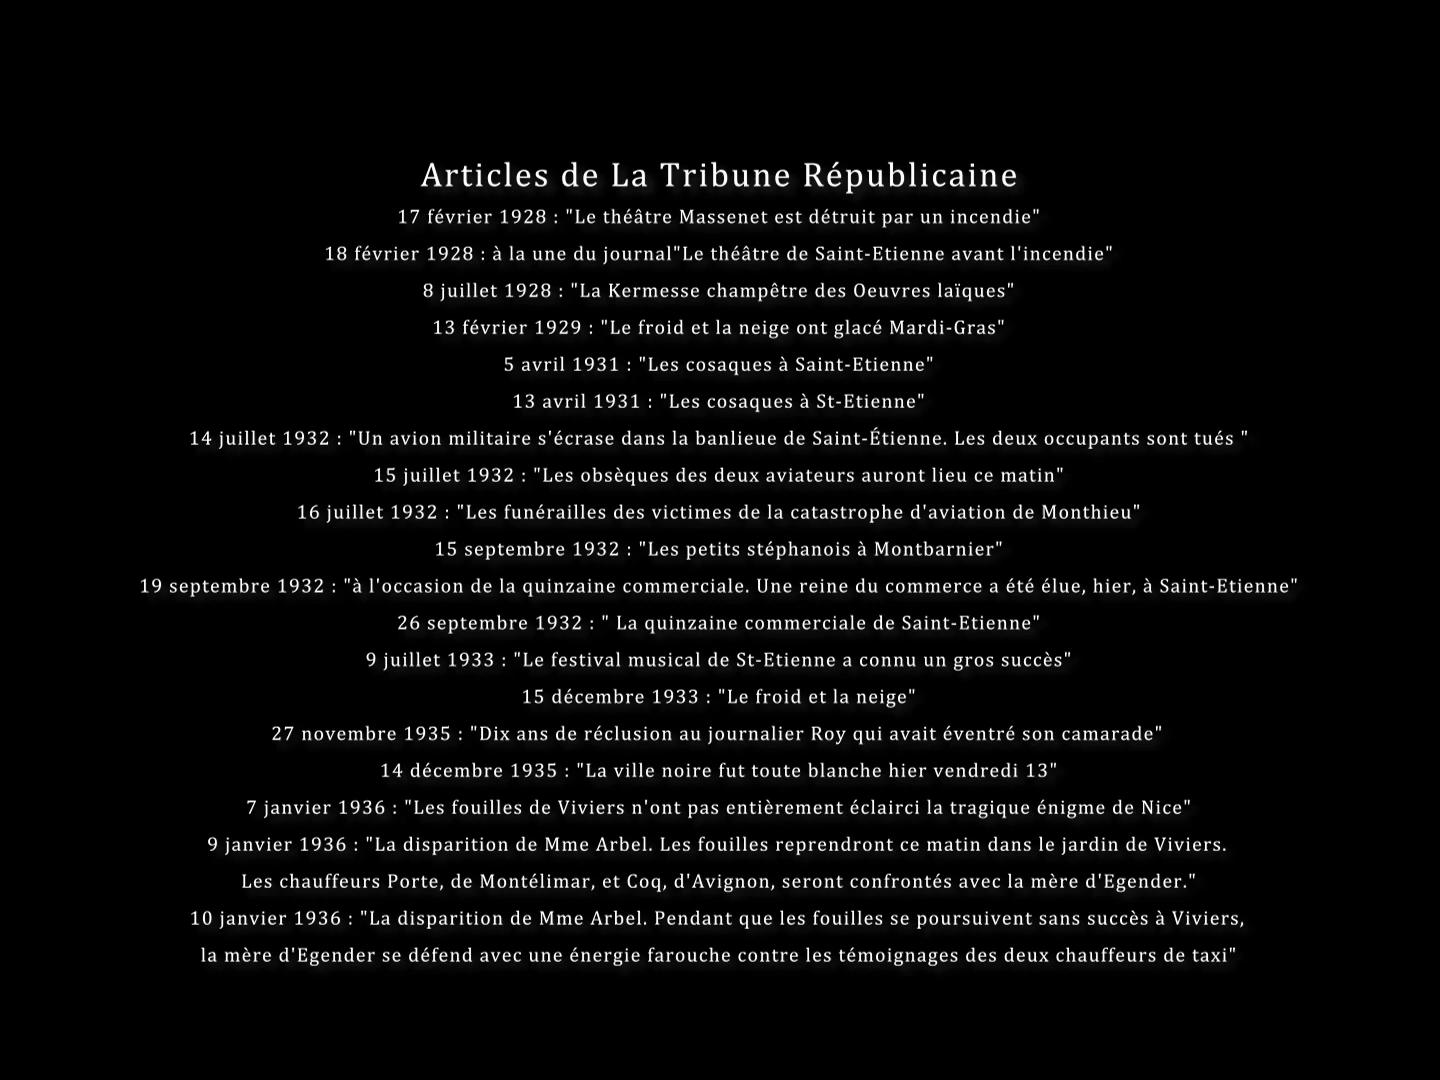 Articles de La Tribune Républicaine
17 février 1928 : "Le théâtre Massenet est détruit par un incendie"
18 février 1928 : à la une du journal"Le théâtre de Saint-Etienne avant l'incendie"
8 juillet 1928 : "La Kermesse champêtre des Oeuvres laïques"
13 février 1929 : "Le froid et la neige ont glacé Mardi-Gras"
5 avril 1931 : "Les cosaques à Saint-Etienne"
13 avril 1931 : "Les cosaques à St-Etienne"
14 juillet 1932 : "Un avion militaire s'écrase dans la banlieue de Saint-Étienne. Les deux occupants sont tués "
15 juillet 1932 : "Les obsèques des deux aviateurs auront lieu ce matin"
16 juillet 1932 : "Les funérailles des victimes de la catastrophe d'aviation de Monthieu"
15 septembre 1932 : "Les petits stéphanois à Montbarnier"
19 septembre 1932 : "à l'occasion de la quinzaine commerciale. Une reine du commerce a été élue, hier, à Saint-Etienne"
26 septembre 1932 : " La quinzaine commerciale de Saint-Etienne"
9 juillet 1933 : "Le festival musical de St-Etienne a connu un gros succès"
15 décembre 1933 : "Le froid et la neige"
27 novembre 1935 : "Dix ans de réclusion au journalier Roy qui avait éventré son camarade"
14 décembre 1935 : "La ville noire fut toute blanche hier vendredi 13"
7 janvier 1936 : "Les fouilles de Viviers n'ont pas entièrement éclairci la tragique énigme de Nice"
9 janvier 1936 : "La disparition de Mme Arbel. Les fouilles reprendront ce matin dans le jardin de Viviers.
Les chauffeurs Porte, de Montélimar, et Coq, d'Avignon, seront confrontés avec la mère d'Egender."
10 janvier 1936 : "La disparition de Mme Arbel. Pendant que les fouilles se poursuivent sans succès à Viviers,
la mère d'Egender se défend avec une énergie farouche contre les témoignages des deux chauffeurs de taxi"